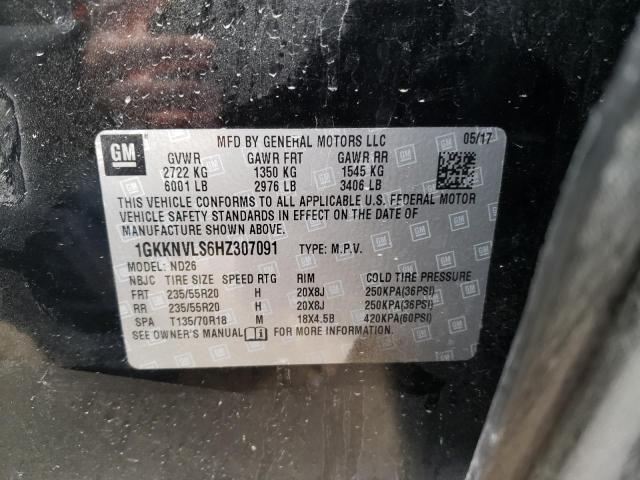 GM
MFD BY GENERAL MOTORS LLC 05/17
GVWR GAWR FRT GAWR RR
2722 KG 1350 KG 1545 KG
6001 LB 2976 LB 3406 LB
THIS VEHICLE CONFORMS TO ALL APPLICABLE U.S. FEDERAL MOTOR
VEHICLE SAFETY STANDARDS IN EFFECT ON THE DATE OF
MANUFACTURE SHOWN ABOVE.
1GKKNVLS6HZ307091 TYPE: M.P.V.
MODEL: ND26
NBJC TIRE SIZE SPEED RTG RIM COLD TIRE PRESSURE
FRT 235/55R20 H 20X8J 250KPA(36PSI)
RR 235/55R20 H 20X8J 250KPA(36PSI)
SPA T135/70R18 M 18X4.5B 420KPA(60PSI)
SEE OWNER'S MANUAL FOR MORE INFORMATION